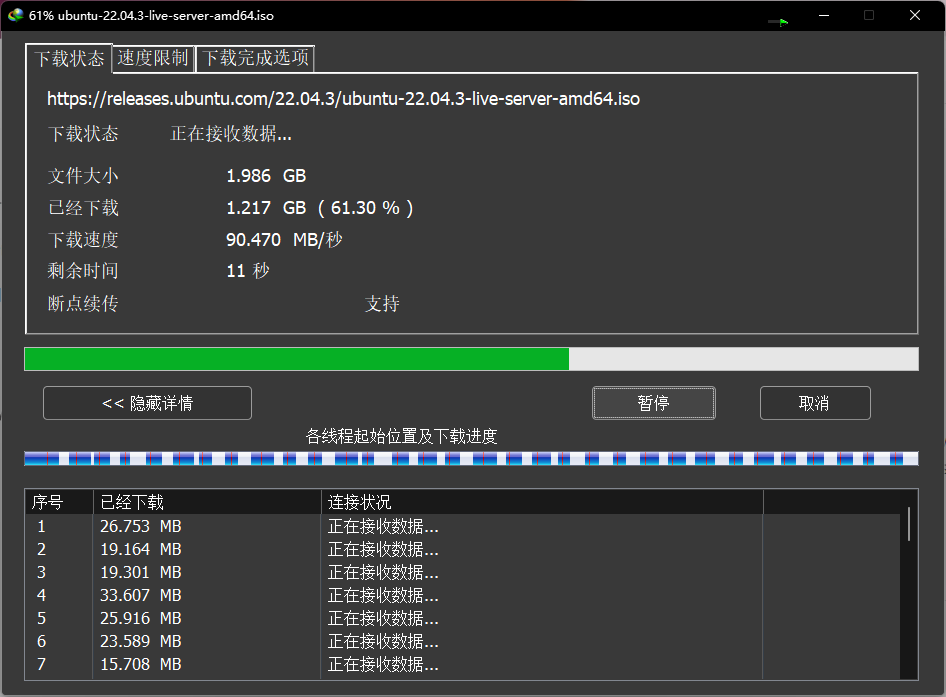 61% ubuntu-22.04.3-live-server-amd64.iso
下载状态 速度限制 下载完成选项
https://releases.ubuntu.com/22.04.3/ubuntu-22.04.3-live-server-amd64.iso
下载状态 正在接收数据...
文件大小 1.986 GB
已经下载 1.217 GB ( 61.30 % )
下载速度 90.470 MB/秒
剩余时间 11 秒
断点续传 支持
<< 隐藏详情 暂停 取消
各线程起始位置及下载进度
序号 已经下载 连接状况
1 26.753 MB 正在接收数据...
2 19.164 MB 正在接收数据...
3 19.301 MB 正在接收数据...
4 33.607 MB 正在接收数据...
5 25.916 MB 正在接收数据...
6 23.589 MB 正在接收数据...
7 15.708 MB 正在接收数据...